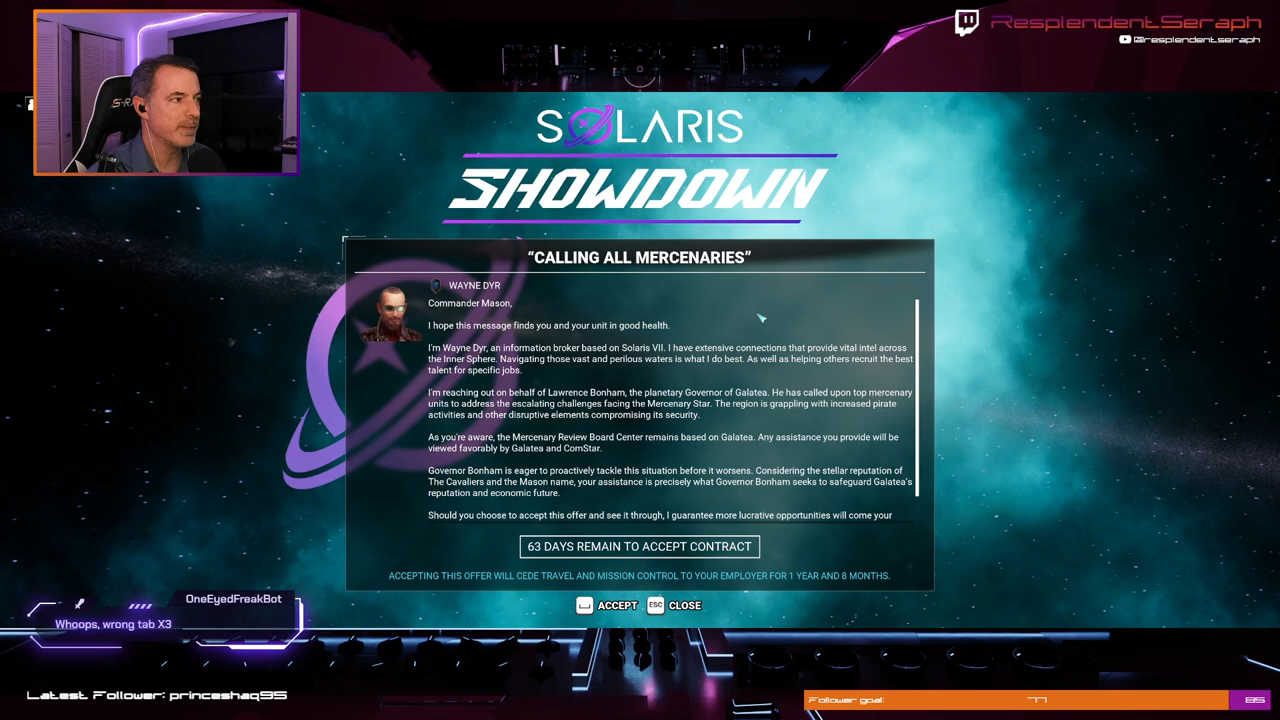 ResplendentSeraph
@resplendentseraph
SOLARIS
SHOWDOWN
“CALLING ALL MERCENARIES”
WAYNE DYR
Commander Mason,
I hope this message finds you and your unit in good health.
I'm Wayne Dyr, an information broker based on Solaris VII. I have extensive connections that provide vital intel across
the Inner Sphere. Navigating those vast and perilous waters is what I do best. As well as helping others recruit the best
talent for specific jobs.
I'm reaching out on behalf of Lawrence Bonham, the planetary Governor of Galatea. He has called upon top mercenary
units to address the escalating challenges facing the Mercenary Star. The region is grappling with increased pirate
activities and other disruptive elements compromising its security.
As you're aware, the Mercenary Review Board Center remains based on Galatea. Any assistance you provide will be
viewed favorably by Galatea and ComStar.
Governor Bonham is eager to proactively tackle this situation before it worsens. Considering the stellar reputation of
The Cavaliers and the Mason name, your assistance is precisely what Governor Bonham seeks to safeguard Galatea's
reputation and economic future.
Should you choose to accept this offer and see it through, I guarantee more lucrative opportunities will come your
63 DAYS REMAIN TO ACCEPT CONTRACT
ACCEPTING THIS OFFER WILL CEDE TRAVEL AND MISSION CONTROL TO YOUR EMPLOYER FOR 1 YEAR AND 8 MONTHS.
ACCEPT ESC CLOSE
OneEyedFreakBot
Whoops, wrong tab X3
Latest Follower: princeshaq95
Follower goal: 77 85